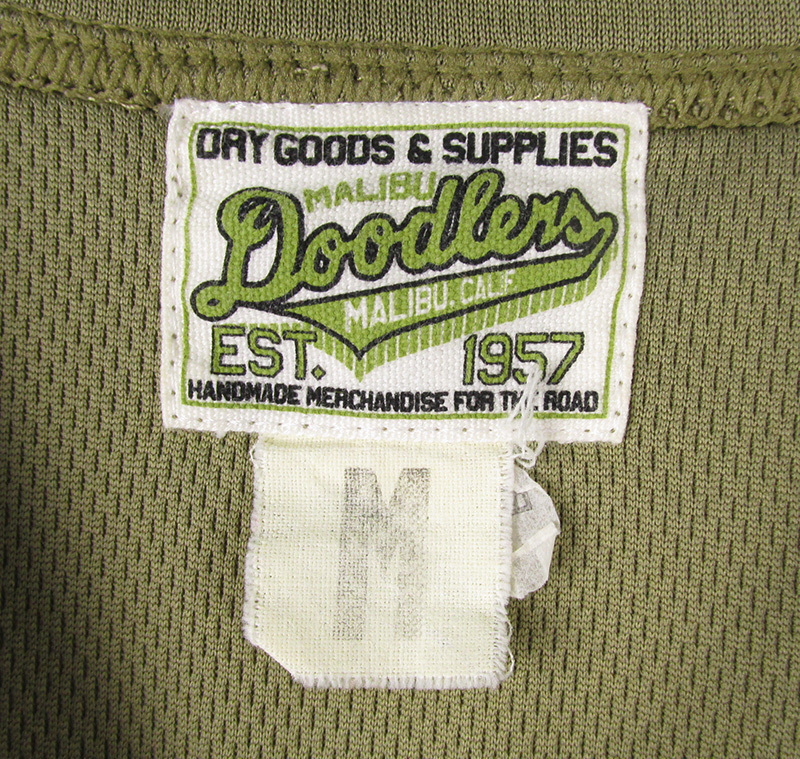 DRY GOODS & SUPPLIES
MALIBU
Doodlers
MALIBU, CALIF
EST. 1957
HANDMADE MERCHANDISE FOR THE ROAD
M